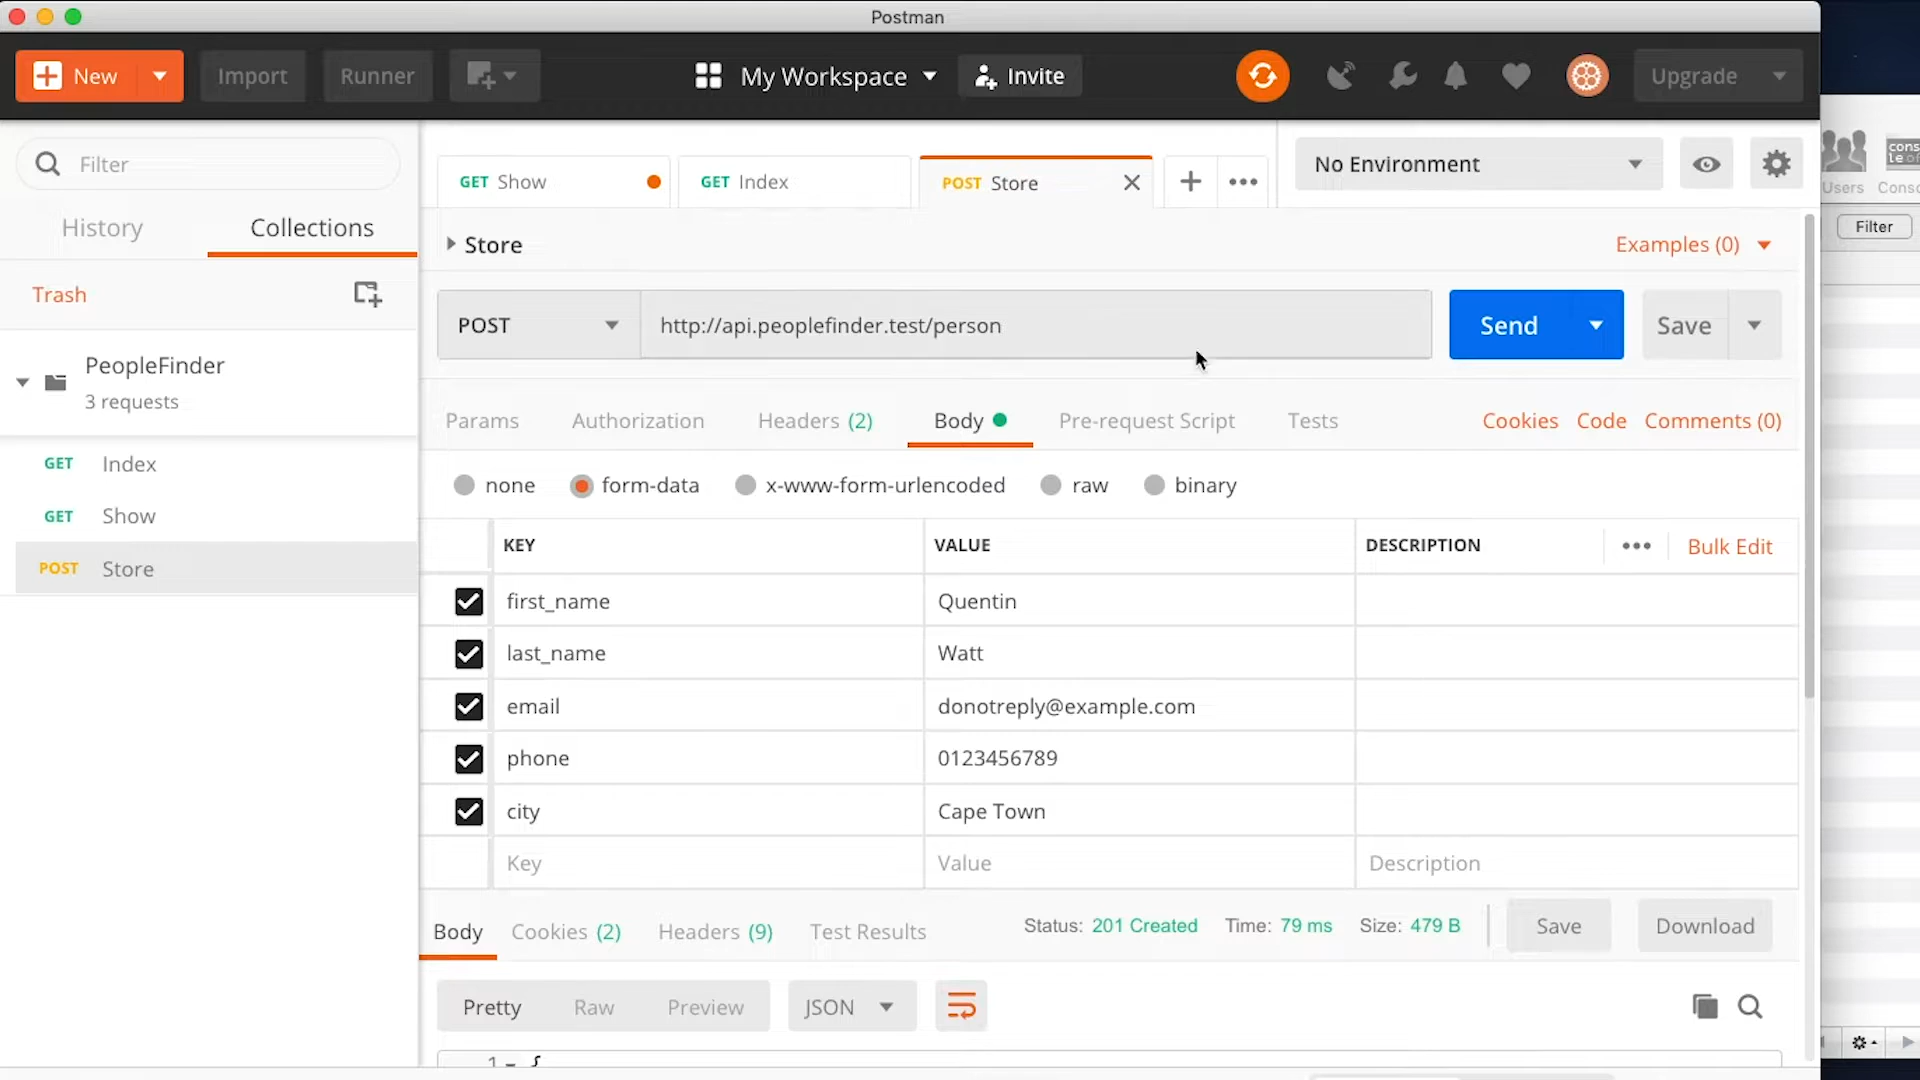 Postman
New
Import
Runner
My Workspace
Invite
Upgrade
Filter
History
Collections
Trash
PeopleFinder
3 requests
GET Index
GET Show
POST Store
GET Show
GET Index
POST Store
No Environment
Store
Examples (0)
POST
http://api.peoplefinder.test/person
Send
Save
Params
Authorization
Headers (2)
Body
Pre-request Script
Tests
Cookies
Code
Comments (0)
none
form-data
x-www-form-urlencoded
raw
binary
KEY VALUE DESCRIPTION
Bulk Edit
first_name Quentin
last_name Watt
email donotreply@example.com
phone 0123456789
city Cape Town
Key Value Description
Body
Cookies (2)
Headers (9)
Test Results
Status: 201 Created
Time: 79 ms
Size: 479 B
Save
Download
Pretty
Raw
Preview
JSON
1 {
Users
Filter